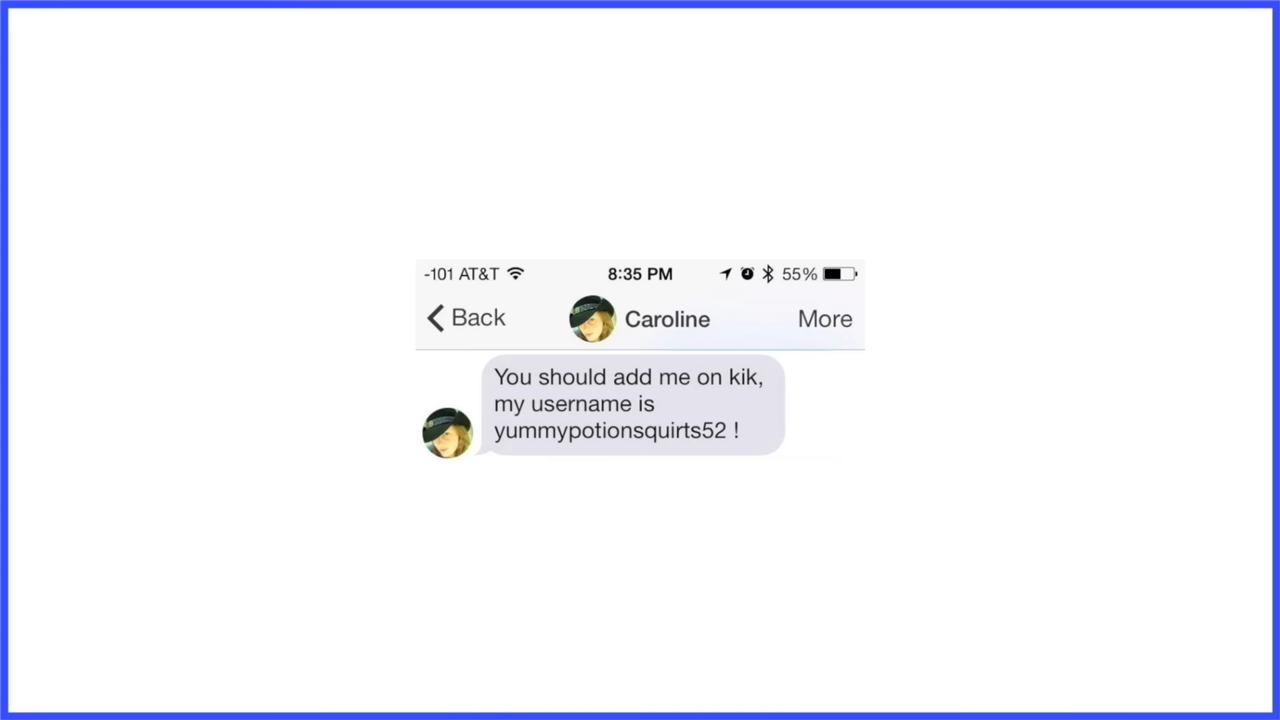 -101 AT&T 8:35 PM 55%
Back Caroline More
You should add me on kik,
my username is
yummypotionsquirts52 !